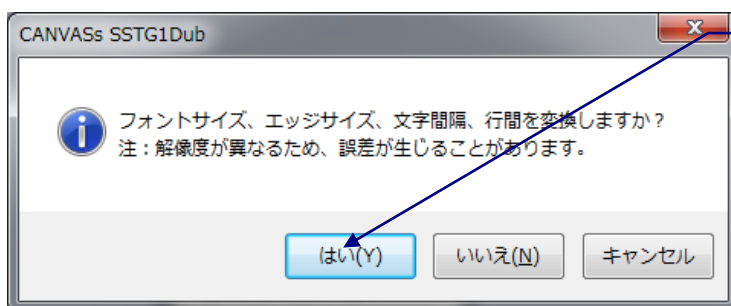 CANVASs SSTG1Dub
フォントサイズ、エッジサイズ、文字間隔、行間を変換しますか？
注：解像度が異なるため、誤差が生じることがあります。
はい(Y)
いいえ(N)
キャンセル